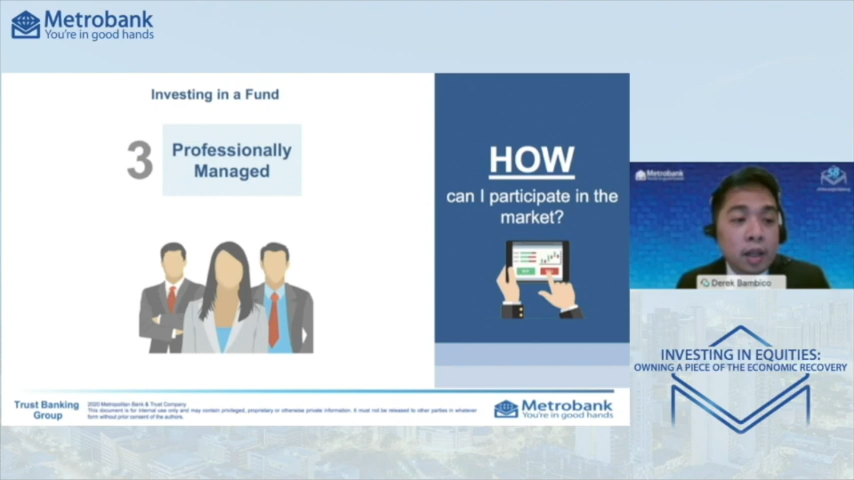 Metrobank
You're in good hands
Investing in a Fund
3
Professionally
Managed
HOW
can I participate in the
market?
Trust Banking
Group
2020 Metropolitan Bank & Trust Company
This document is for internal use only and may contain privileged, proprietary or otherwise private information. It must not be released to other parties in whatever
form without prior consent of the authors.
Metrobank
You're in good hands
Metrobank
Derek Bambico
INVESTING IN EQUITIES:
OWNING A PIECE OF THE ECONOMIC RECOVERY